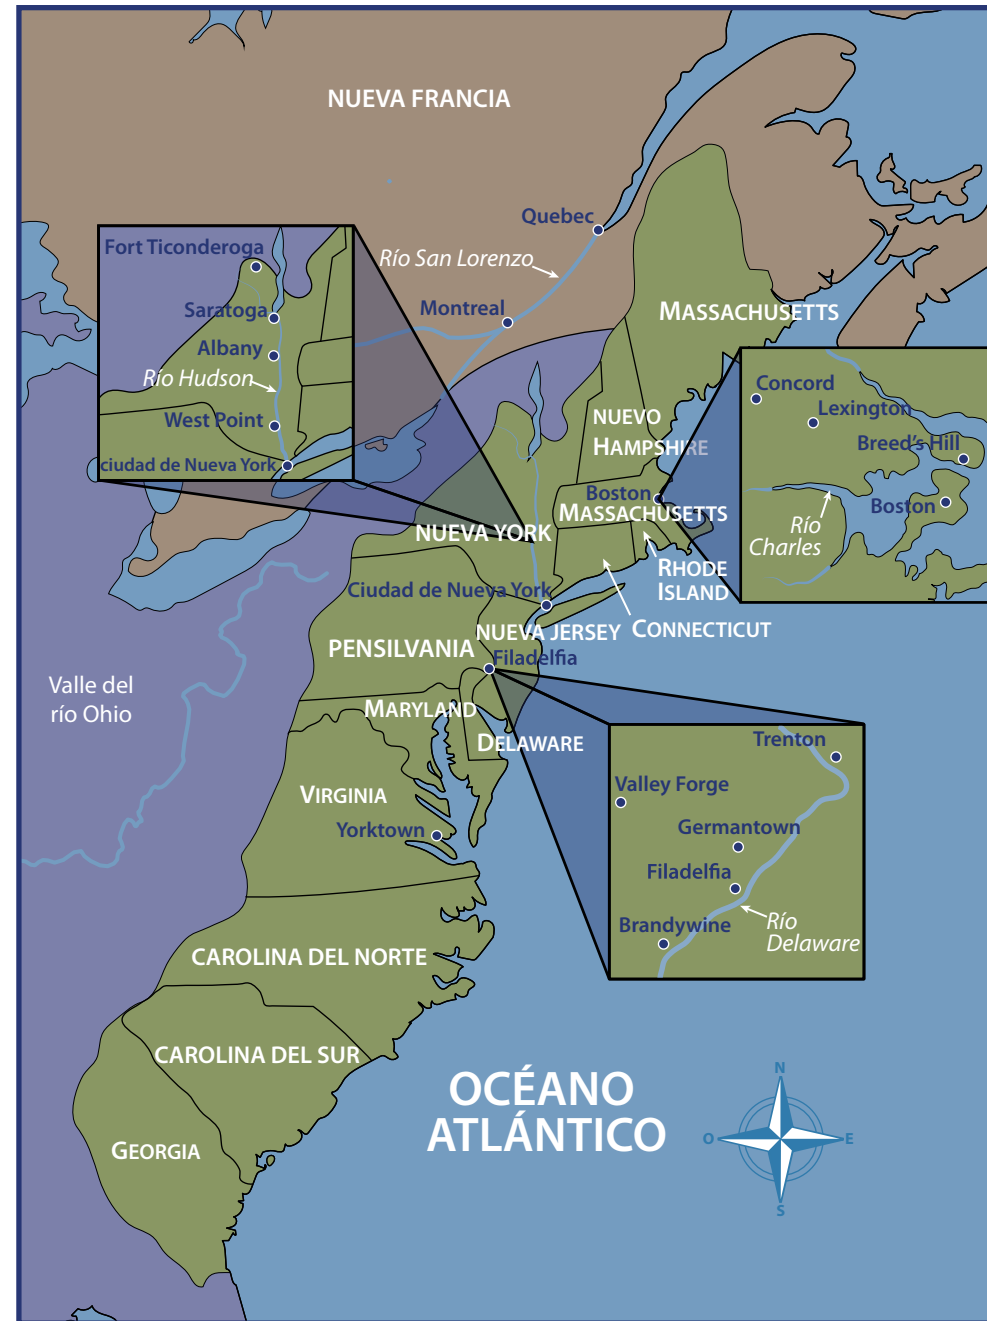 NUEVA FRANCIA
Quebec
Río San Lorenzo
Montreal
MASSACHUSETTS
Fort Ticonderoga
Saratoga
Albany
Río Hudson
West Point
ciudad de Nueva York
NUEVO
HAMPSHIRE
Boston
MASSACHUSETTS
Concord
Lexington
Breed's Hill
Boston
Río
Charles
NUEVA YORK
RHODE
ISLAND
Ciudad de Nueva York
NUEVA JERSEY
CONNECTICUT
PENSILVANIA
Filadelfia
Valle del
río Ohio
MARYLAND
DELAWARE
VIRGINIA
Yorktown
Trenton
Valley Forge
Germantown
Filadelfia
Brandywine
Río
Delaware
CAROLINA DEL NORTE
CAROLINA DEL SUR
GEORGIA
OCÉANO
ATLÁNTICO
N
O
E
S